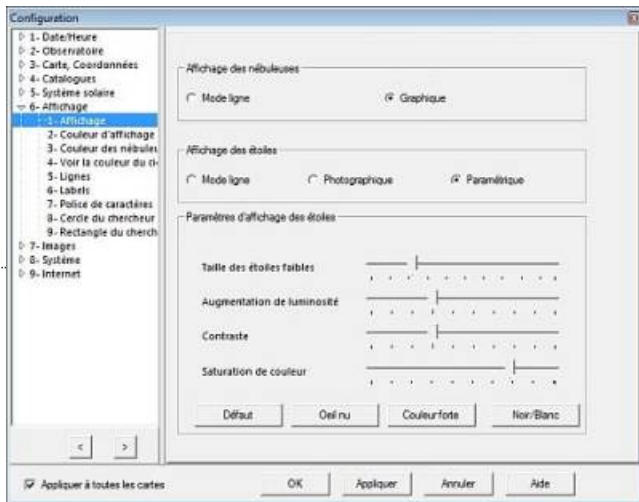 Configuration
1- Date/Heure
2- Observatoire
3- Carte, Coordonnées
4- Catalogues
5- Système solaire
6- Affichage
1- Affichage
2- Couleur d'affichage
3- Couleur des nébuleu
4- Voir la couleur du ci
5- Lignes
6- Labels
7- Police de caractères
8- Cercle du chercheur
9- Rectangle du cherch
7- Images
8- Système
9- Internet
< >
Affichage des nébuleuses
Mode ligne Graphique
Affichage des étoiles
Mode ligne Photographique Paramétrique
Paramètres d'affichage des étoiles
Taille des étoiles faibles
Augmentation de luminosité
Contraste
Saturation de couleur
Défaut Oeil nu Couleur forte Noir/Blanc
Appliquer à toutes les cartes OK Appliquer Annuler Aide